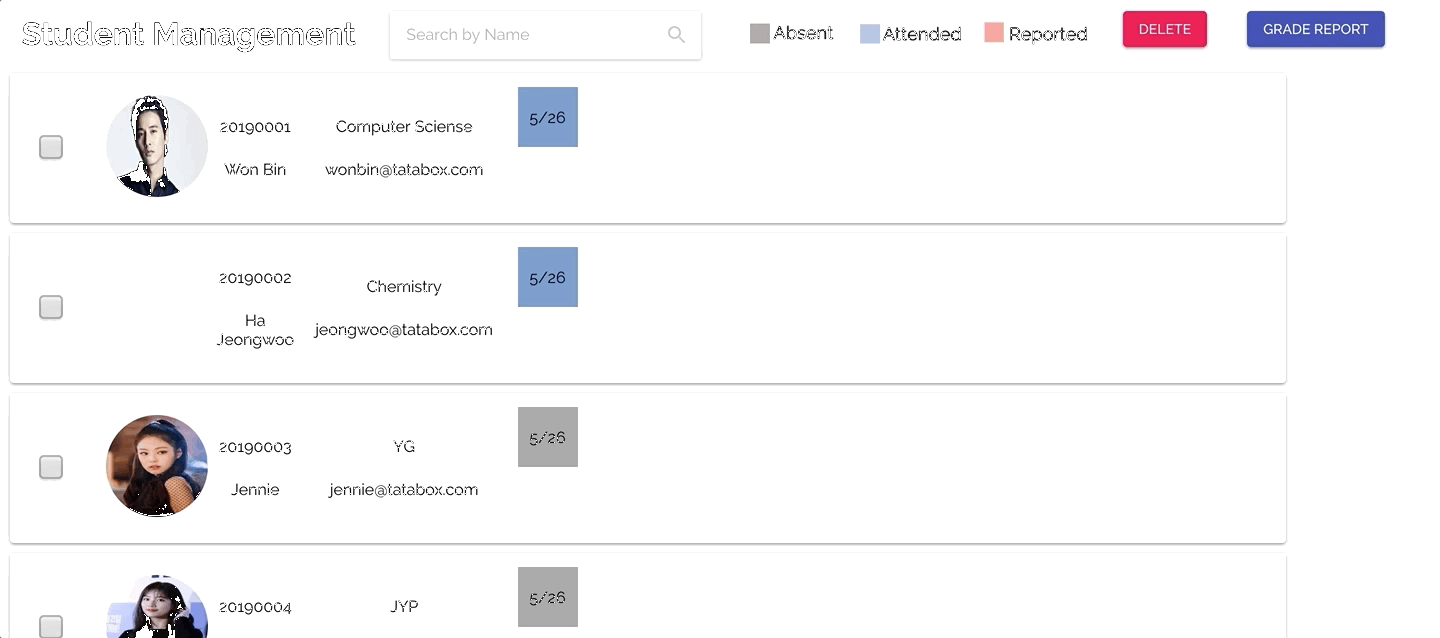 Student Management
Search by Name
Absent
Attended
Reported
DELETE
GRADE REPORT
20190001
Computer Sciense
5/26
Won Bin
wonbin@tatabox.com
20190002
Chemistry
5/26
Ha
Jeongwoo
jeongwoo@tatabox.com
20190003
YG
5/26
Jennie
jennie@tatabox.com
20190004
JYP
5/26